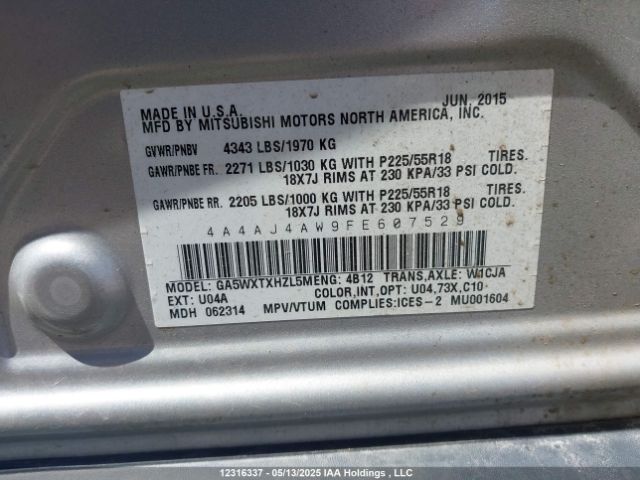 MADE IN U.S.A. JUN, 2015
MFD BY MITSUBISHI MOTORS NORTH AMERICA, INC.
GVWR/PNBV 4343 LBS/1970 KG
GAWR/PNBE FR. 2271 LBS/1030 KG WITH P225/55R18 TIRES.
18X7J RIMS AT 230 KPA/33 PSI COLD.
GAWR/PNBE RR. 2205 LBS/1000 KG WITH P225/55R18 TIRES.
18X7J RIMS AT 230 KPA/33 PSI COLD.
4A4AJ4AW9FE607529
MODEL: GA5WXTXHZL5MENG: 4B12 TRANS,AXLE: W1CJA
EXT: U04A COLOR,INT,OPT: U04,73X,C10
MDH 062314 MPV/VTUM COMPLIES:ICES-2 MU001604
12316337 - 05/13/2025 IAA Holdings , LLC